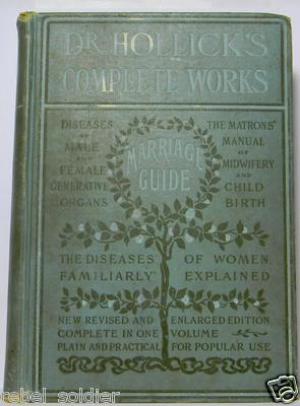 DR. HOLLICK'S
COMPLETE WORKS
DISEASES
OF
MALE
AND
FEMALE
GENERATIVE
ORGANS
MARRIAGE
GUIDE
THE MATRONS'
MANUAL
OF
MIDWIFERY
AND
CHILD
BIRTH
THE DISEASES OF WOMEN
FAMILIARLY EXPLAINED
NEW REVISED AND ENLARGED EDITION
COMPLETE IN ONE VOLUME
PLAIN AND PRACTICAL FOR POPULAR USE
rebel_soldier